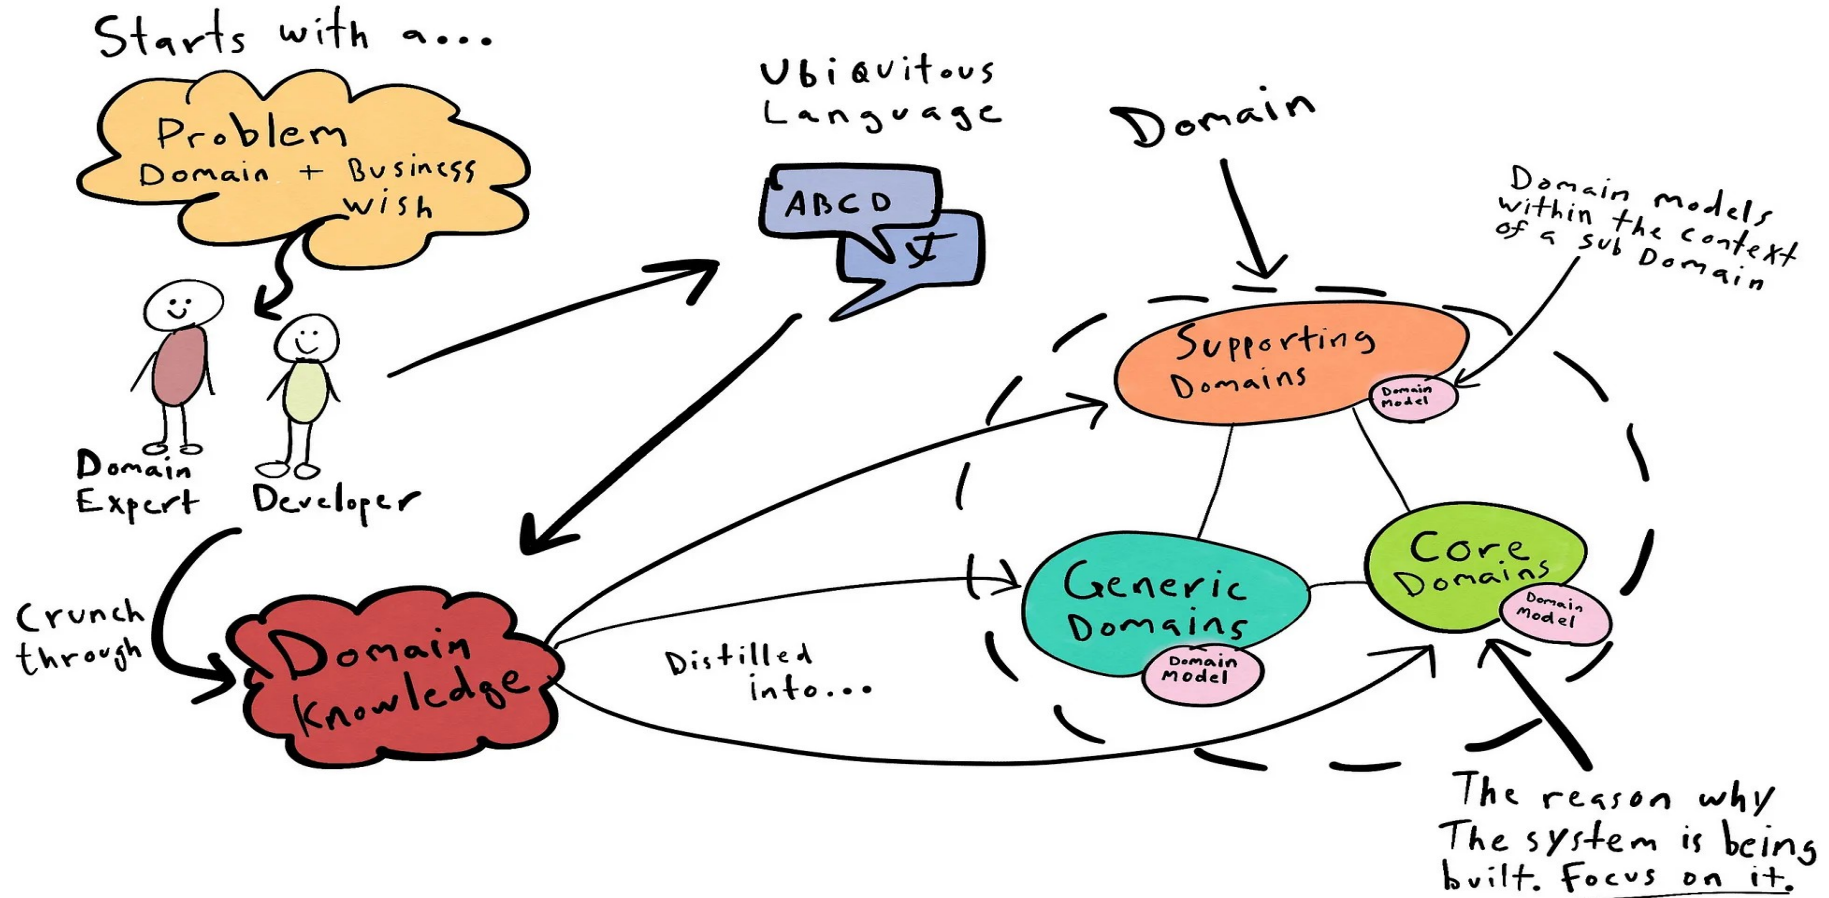 Starts with a...
Problem
Domain + Business
wish
Domain
Expert
Developer
Crunch
through
Domain
Knowledge
Ubiquitous
Language
ABCD
Distilled
into...
Domain
Supporting
Domains
Domain
Model
Domain models
within the context
of a sub Domain
Generic
Domains
Domain
Model
Core
Domains
Domain
Model
The reason why
The system is being
built. Focus on it.